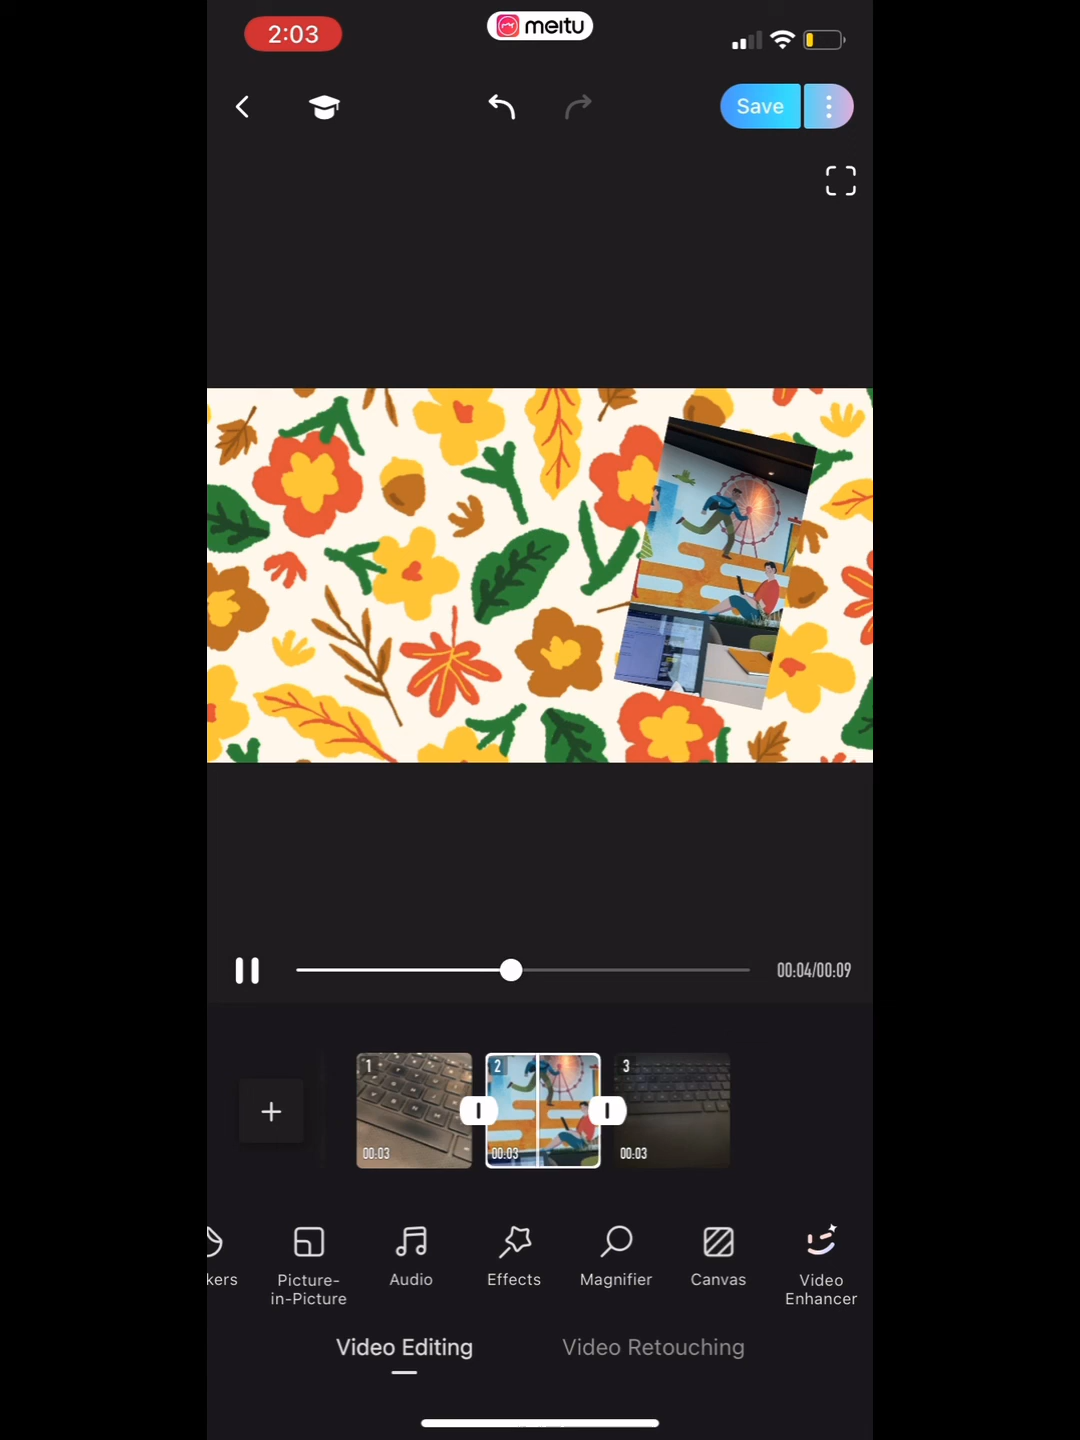 2:03
meitu
Save
00:04/00:09
1
2
3
00:03
00:03
00:03
kers
Picture-
in-Picture
Audio
Effects
Magnifier
Canvas
Video
Enhancer
Video Editing
Video Retouching